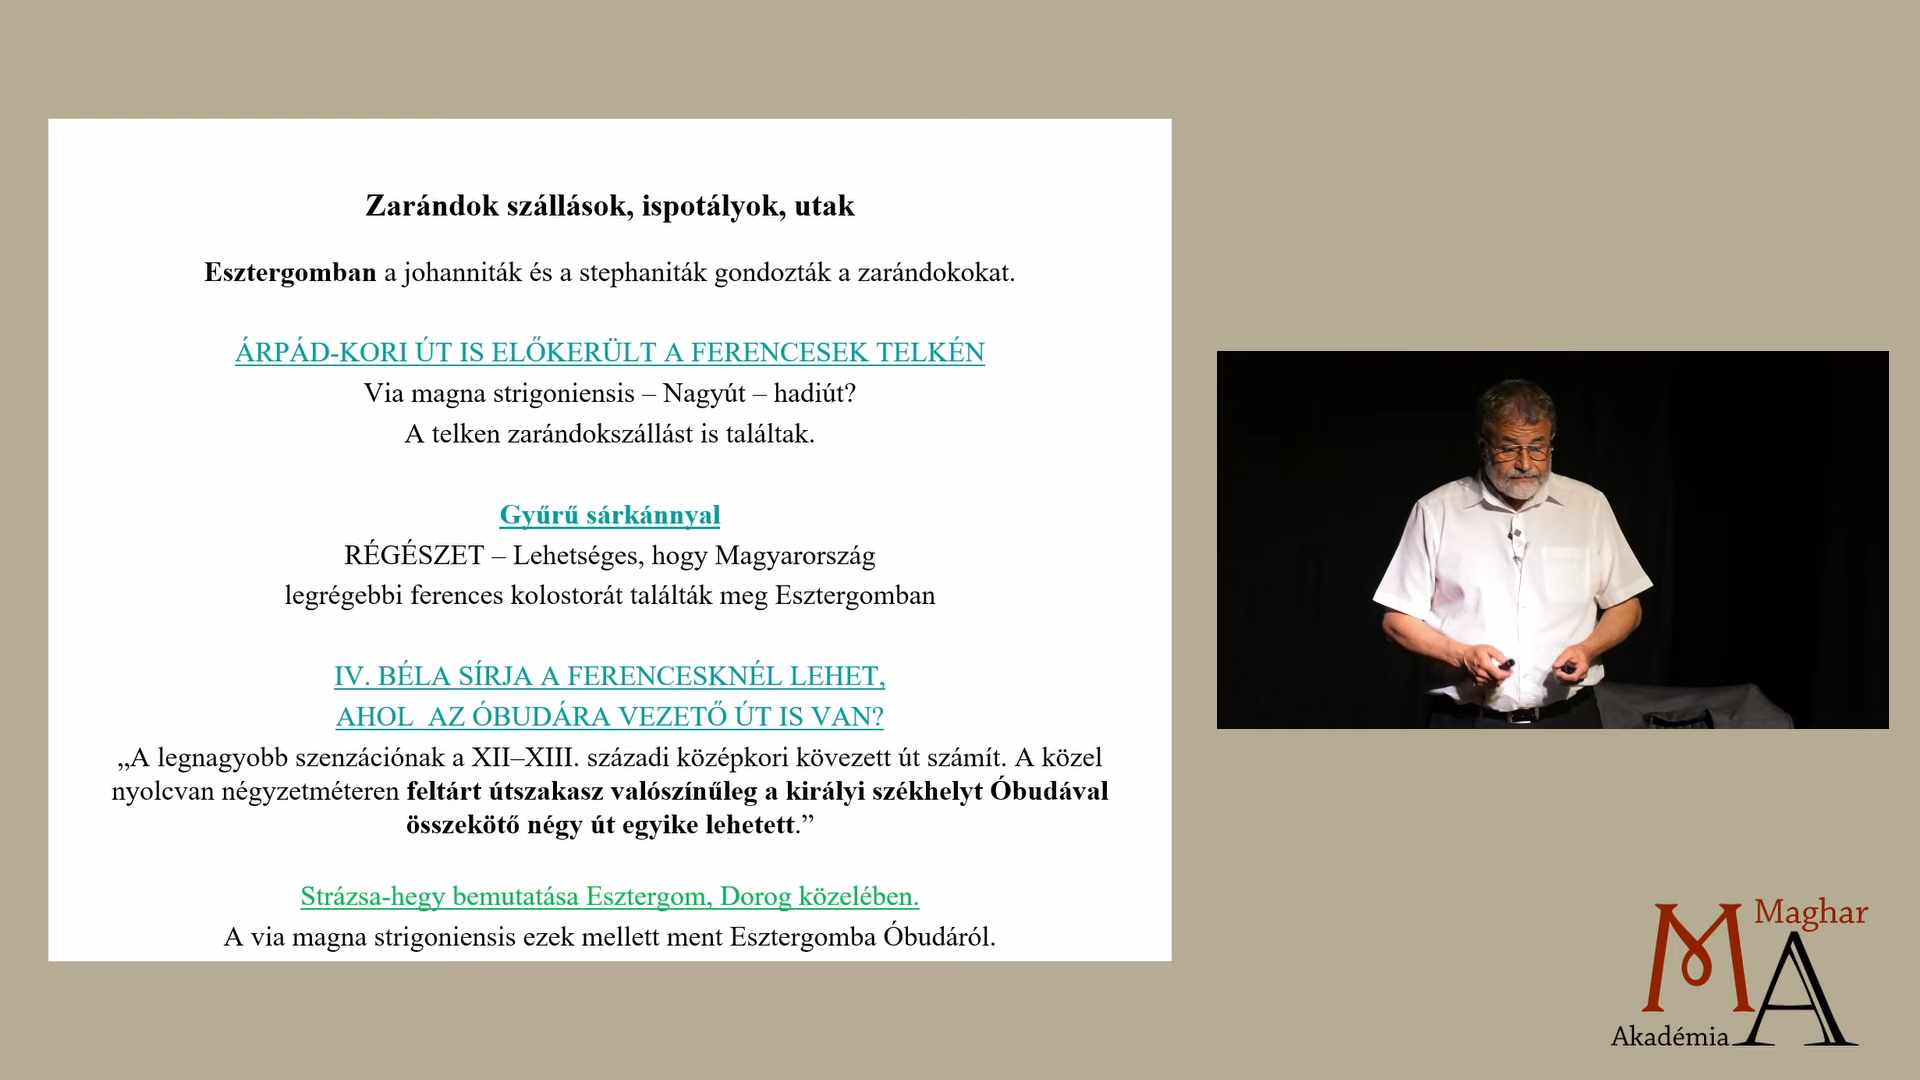 Zarándok szállások, ispotályok, utak
Esztergomban a johanniták és a stephaniták gondozták a zarándokokat.
ÁRPÁD-KORI ÚT IS ELŐKERÜLT A FERENCESEK TELKÉN
Via magna strigoniensis – Nagyút – hadiút?
A telken zarándokszállást is találtak.
Gyűrű sárkánnyal
RÉGÉSZET – Lehetséges, hogy Magyarország
legrégebbi ferences kolostorát találták meg Esztergomban
IV. BÉLA SÍRJA A FERENCESKNÉL LEHET,
AHOL  AZ ÓBUDÁRA VEZETŐ ÚT IS VAN?
„A legnagyobb szenzációnak a XII–XIII. századi középkori kövezett út számít. A közel
nyolcvan négyzetméteren feltárt útszakasz valószínűleg a királyi székhelyt Óbudával
összekötő négy út egyike lehetett.”
Strázsa-hegy bemutatása Esztergom, Dorog közelében.
A via magna strigoniensis ezek mellett ment Esztergomba Óbudáról.
Maghar
MA
Akadémia